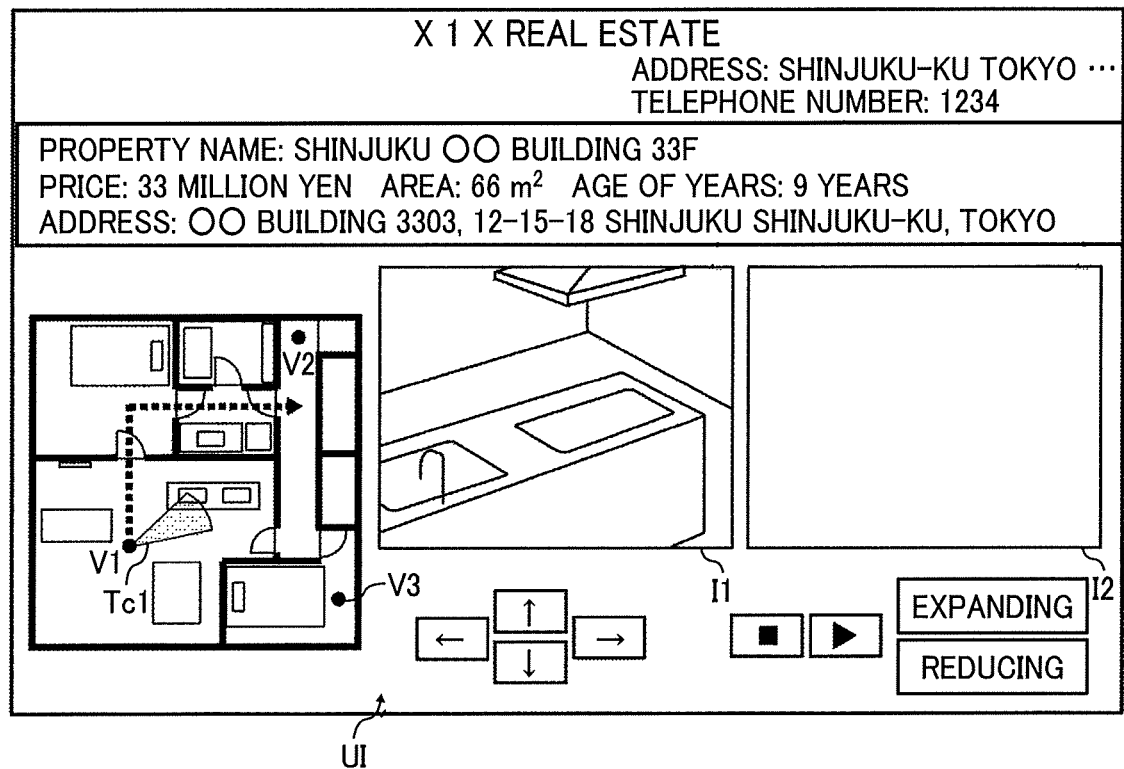 X 1 X REAL ESTATE
ADDRESS: SHINJUKU-KU TOKYO ⋯
TELEPHONE NUMBER: 1234
PROPERTY NAME: SHINJUKU ○○ BUILDING 33F
PRICE: 33 MILLION YEN AREA: 66 m² AGE OF YEARS: 9 YEARS
ADDRESS: ○○ BUILDING 3303, 12-15-18 SHINJUKU SHINJUKU-KU, TOKYO
V2
V1
Tc1
V3
I1
I2
←
↑
↓
→
■
▶
EXPANDING
REDUCING
UI